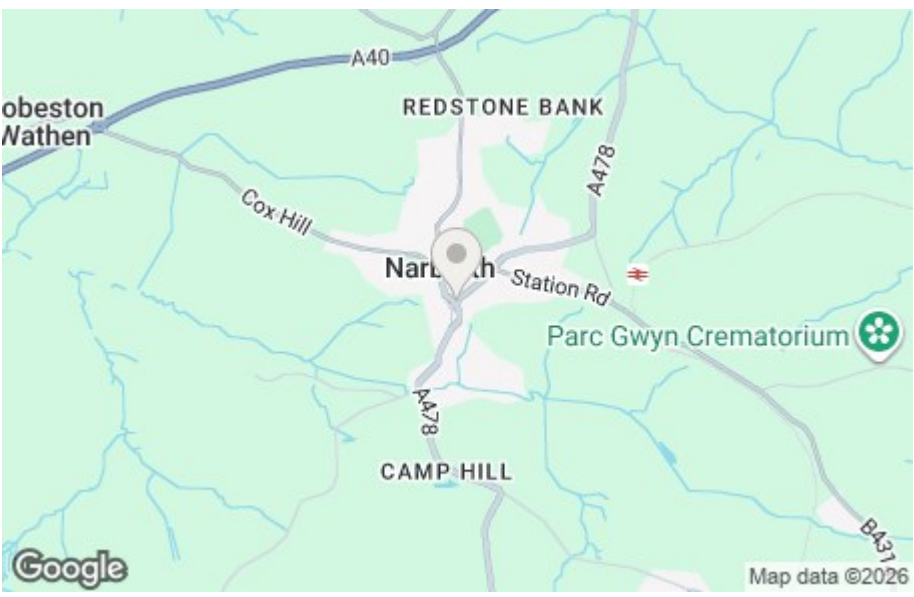 A40
obeston
Wathen
REDSTONE BANK
A478
Cox Hill
Station Rd
Parc Gwyn Crematorium
A478
CAMP HILL
B431
Google
Map data ©2026